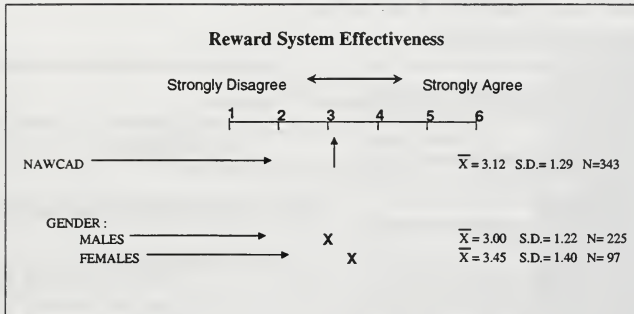 Reward System Effectiveness
Strongly Disagree Strongly Agree
1 2 3 4 5 6
NAWCAD X̅ = 3.12 S.D.= 1.29 N=343
GENDER :
MALES X X̅ = 3.00 S.D.= 1.22 N= 225
FEMALES X X̅ = 3.45 S.D.= 1.40 N= 97